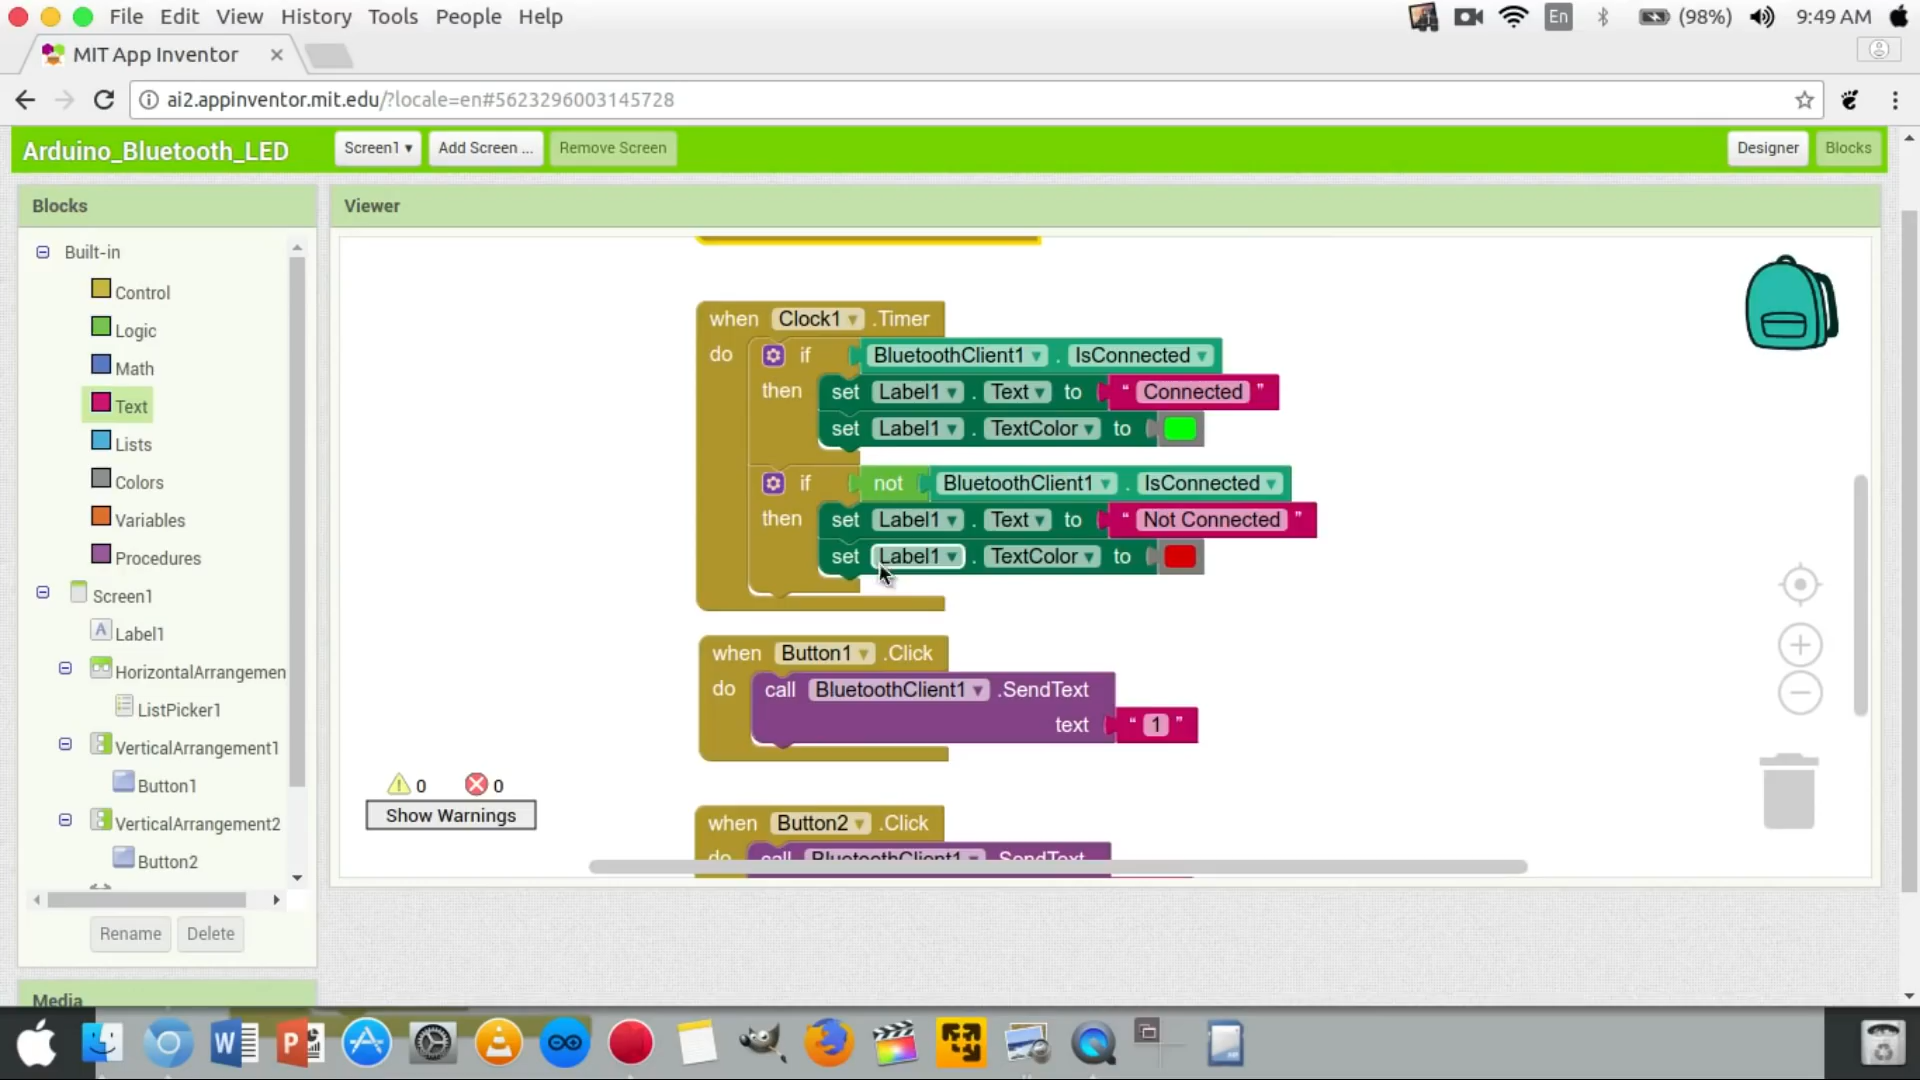 File Edit View History Tools People Help
En (98%) 9:49 AM
MIT App Inventor
ai2.appinventor.mit.edu/?locale=en#5623296003145728
Arduino_Bluetooth_LED Screen1 Add Screen ... Remove Screen Designer Blocks
Blocks
Viewer
Built-in
Control
Logic
Math
Text
Lists
Colors
Variables
Procedures
Screen1
Label1
HorizontalArrangemen
ListPicker1
VerticalArrangement1
Button1
VerticalArrangement2
Button2
Rename Delete
Media
when Clock1 .Timer
do if BluetoothClient1 . IsConnected
then set Label1 . Text to “ Connected ”
set Label1 . TextColor to
if not BluetoothClient1 . IsConnected
then set Label1 . Text to “ Not Connected ”
set Label1 . TextColor to
when Button1 .Click
do call BluetoothClient1 .SendText
text “ 1 ”
when Button2 .Click
do call BluetoothClient1 .SendText
0 0
Show Warnings